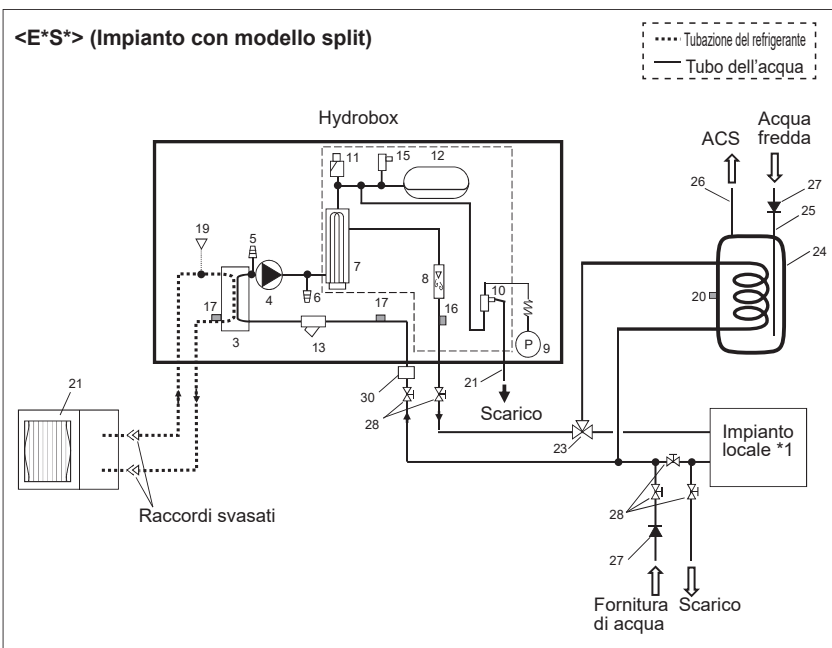 <E*S*> (Impianto con modello split)
Tubazione del refrigerante
Tubo dell'acqua
Hydrobox
ACS
Acqua
fredda
11
15
12
26
27
25
19
5
24
7
8
4
6
10
20
17
17
16
3
13
9
P
21
30
21
28
Scarico
23
Impianto
locale *1
Raccordi svasati
28
27
Fornitura
di acqua
Scarico